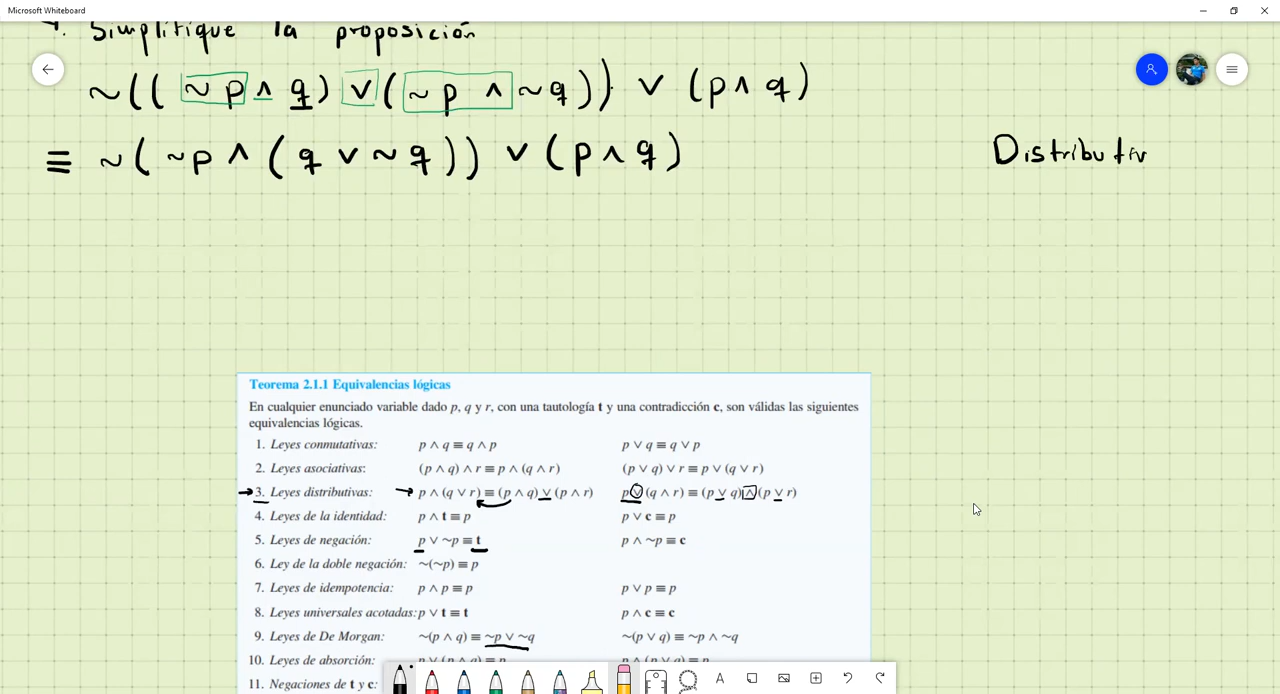 Microsoft Whiteboard
4. Simplifique la proposición
~((~p ∧ q) ∨ (~p ∧ ~q)) ∨ (p ∧ q)
≡ ~(~p ∧ (q ∨ ~q)) ∨ (p ∧ q) Distributiv
Teorema 2.1.1 Equivalencias lógicas
En cualquier enunciado variable dado p, q y r, con una tautología t y una contradicción c, son válidas las siguientes
equivalencias lógicas.
1. Leyes conmutativas: p ∧ q ≡ q ∧ p p ∨ q ≡ q ∨ p
2. Leyes asociativas: (p ∧ q) ∧ r ≡ p ∧ (q ∧ r) (p ∨ q) ∨ r ≡ p ∨ (q ∨ r)
3. Leyes distributivas: p ∧ (q ∨ r) ≡ (p ∧ q) ∨ (p ∧ r) p ∨ (q ∧ r) ≡ (p ∨ q) ∧ (p ∨ r)
4. Leyes de la identidad: p ∧ t ≡ p p ∨ c ≡ p
5. Leyes de negación: p ∨ ~p ≡ t p ∧ ~p ≡ c
6. Ley de la doble negación: ~(~p) ≡ p
7. Leyes de idempotencia: p ∧ p ≡ p p ∨ p ≡ p
8. Leyes universales acotadas: p ∨ t ≡ t p ∧ c ≡ c
9. Leyes de De Morgan: ~(p ∧ q) ≡ ~p ∨ ~q ~(p ∨ q) ≡ ~p ∧ ~q
10. Leyes de absorción: p ∨ (p ∧ q) ≡ p p ∧ (p ∨ q) ≡ p
11. Negaciones de t y c: